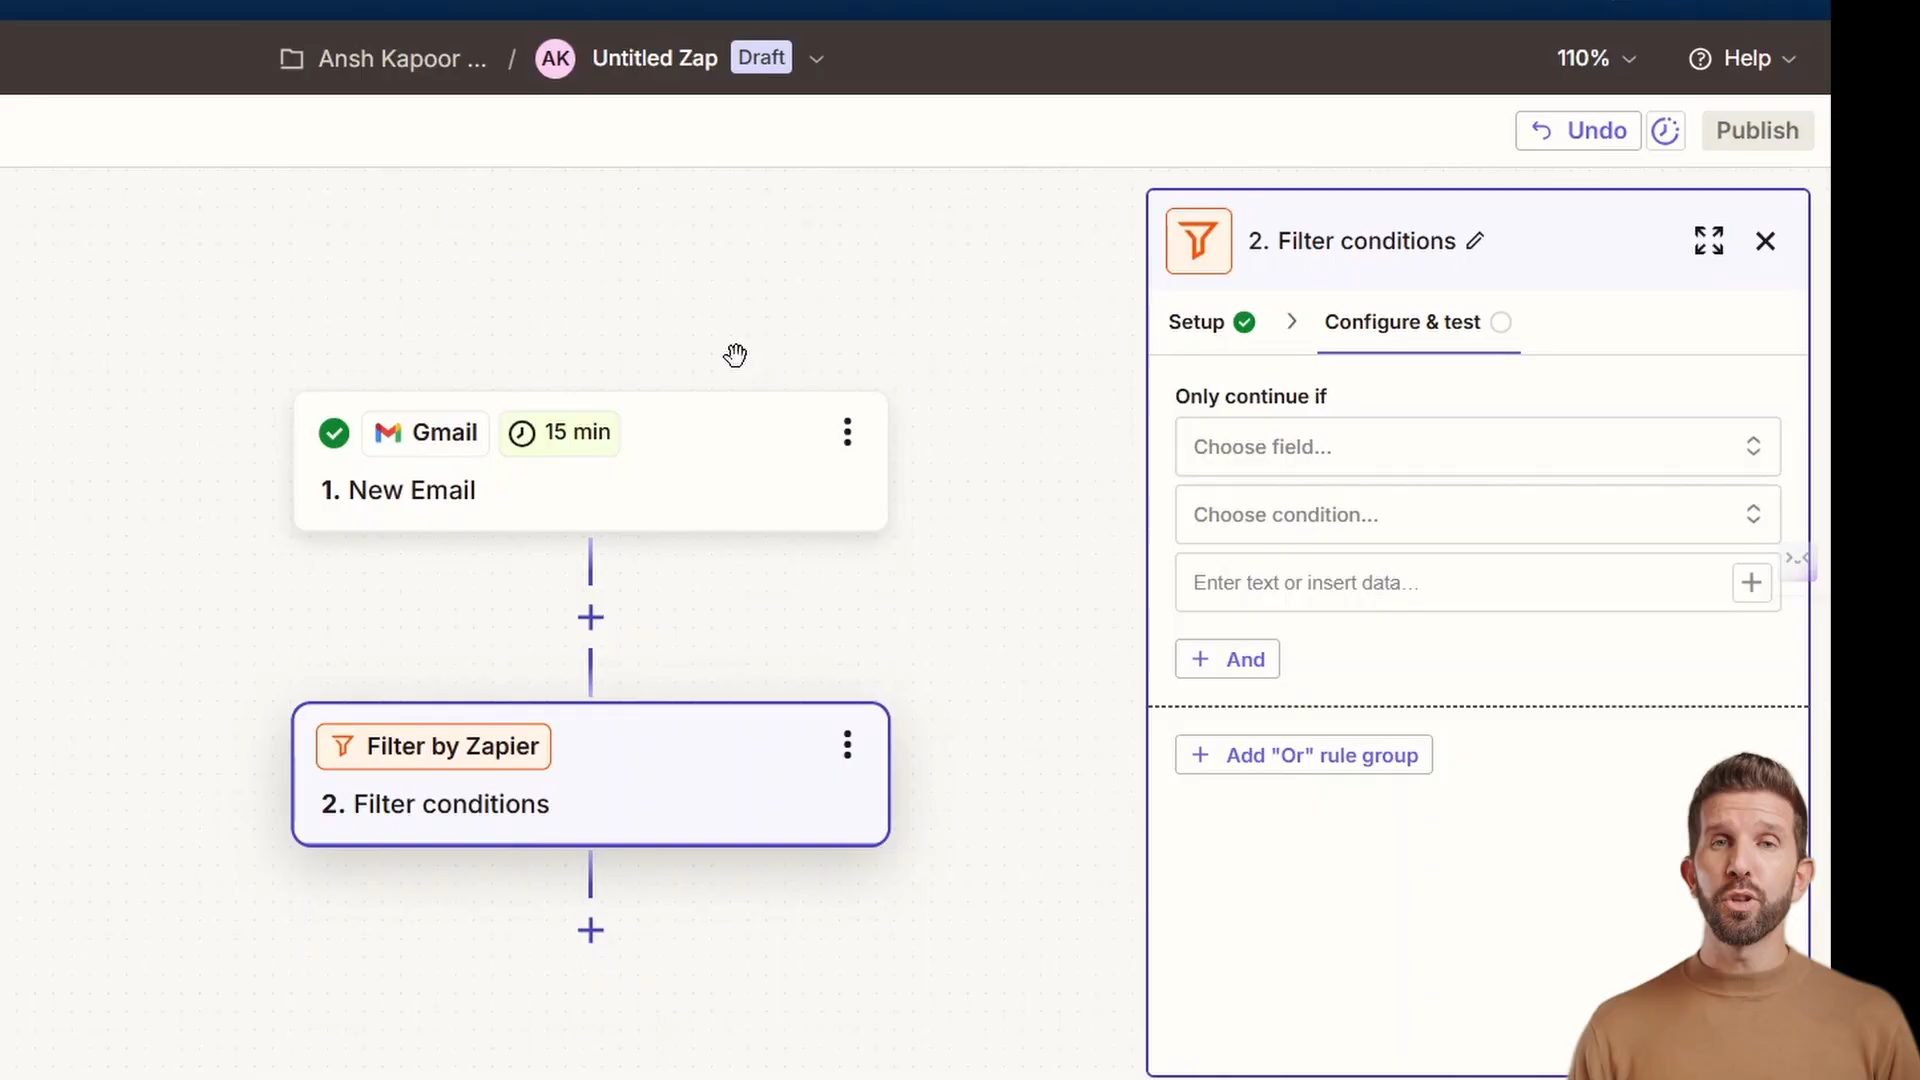 Ansh Kapoor ... / AK Untitled Zap Draft
110% Help
Undo
Publish
2. Filter conditions
Setup
Configure & test
Only continue if
Choose field...
Choose condition...
Enter text or insert data...
And
Add "Or" rule group
Gmail
15 min
1. New Email
Filter by Zapier
2. Filter conditions